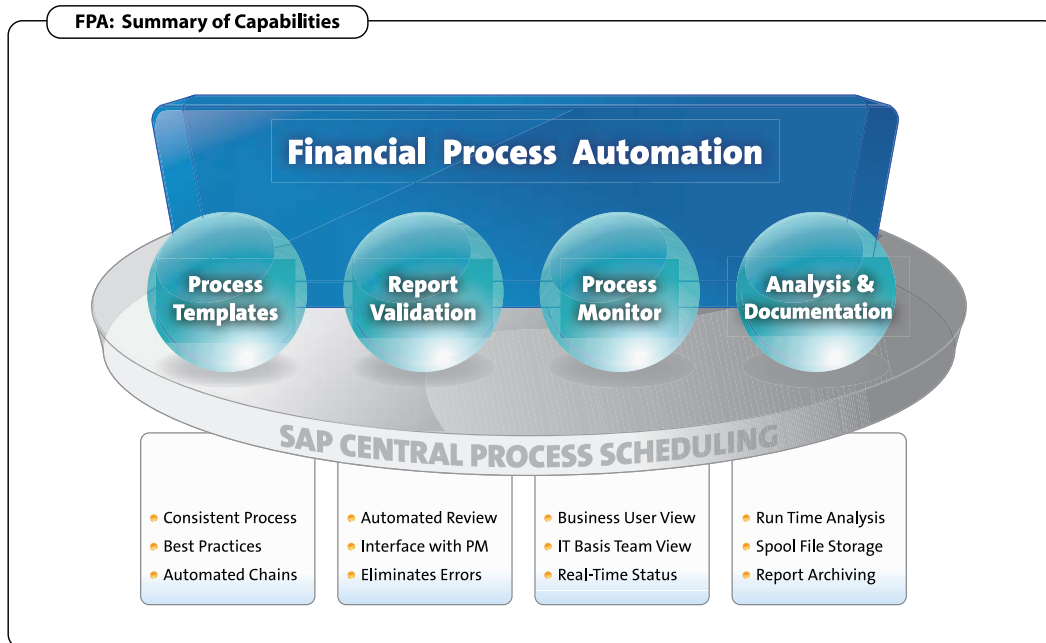 FPA: Summary of Capabilities
Financial Process Automation
Process
Templates
Report
Validation
Process
Monitor
Analysis &
Documentation
SAP CENTRAL PROCESS SCHEDULING
Consistent Process
Best Practices
Automated Chains
Automated Review
Interface with PM
Eliminates Errors
Business User View
IT Basis Team View
Real-Time Status
Run Time Analysis
Spool File Storage
Report Archiving